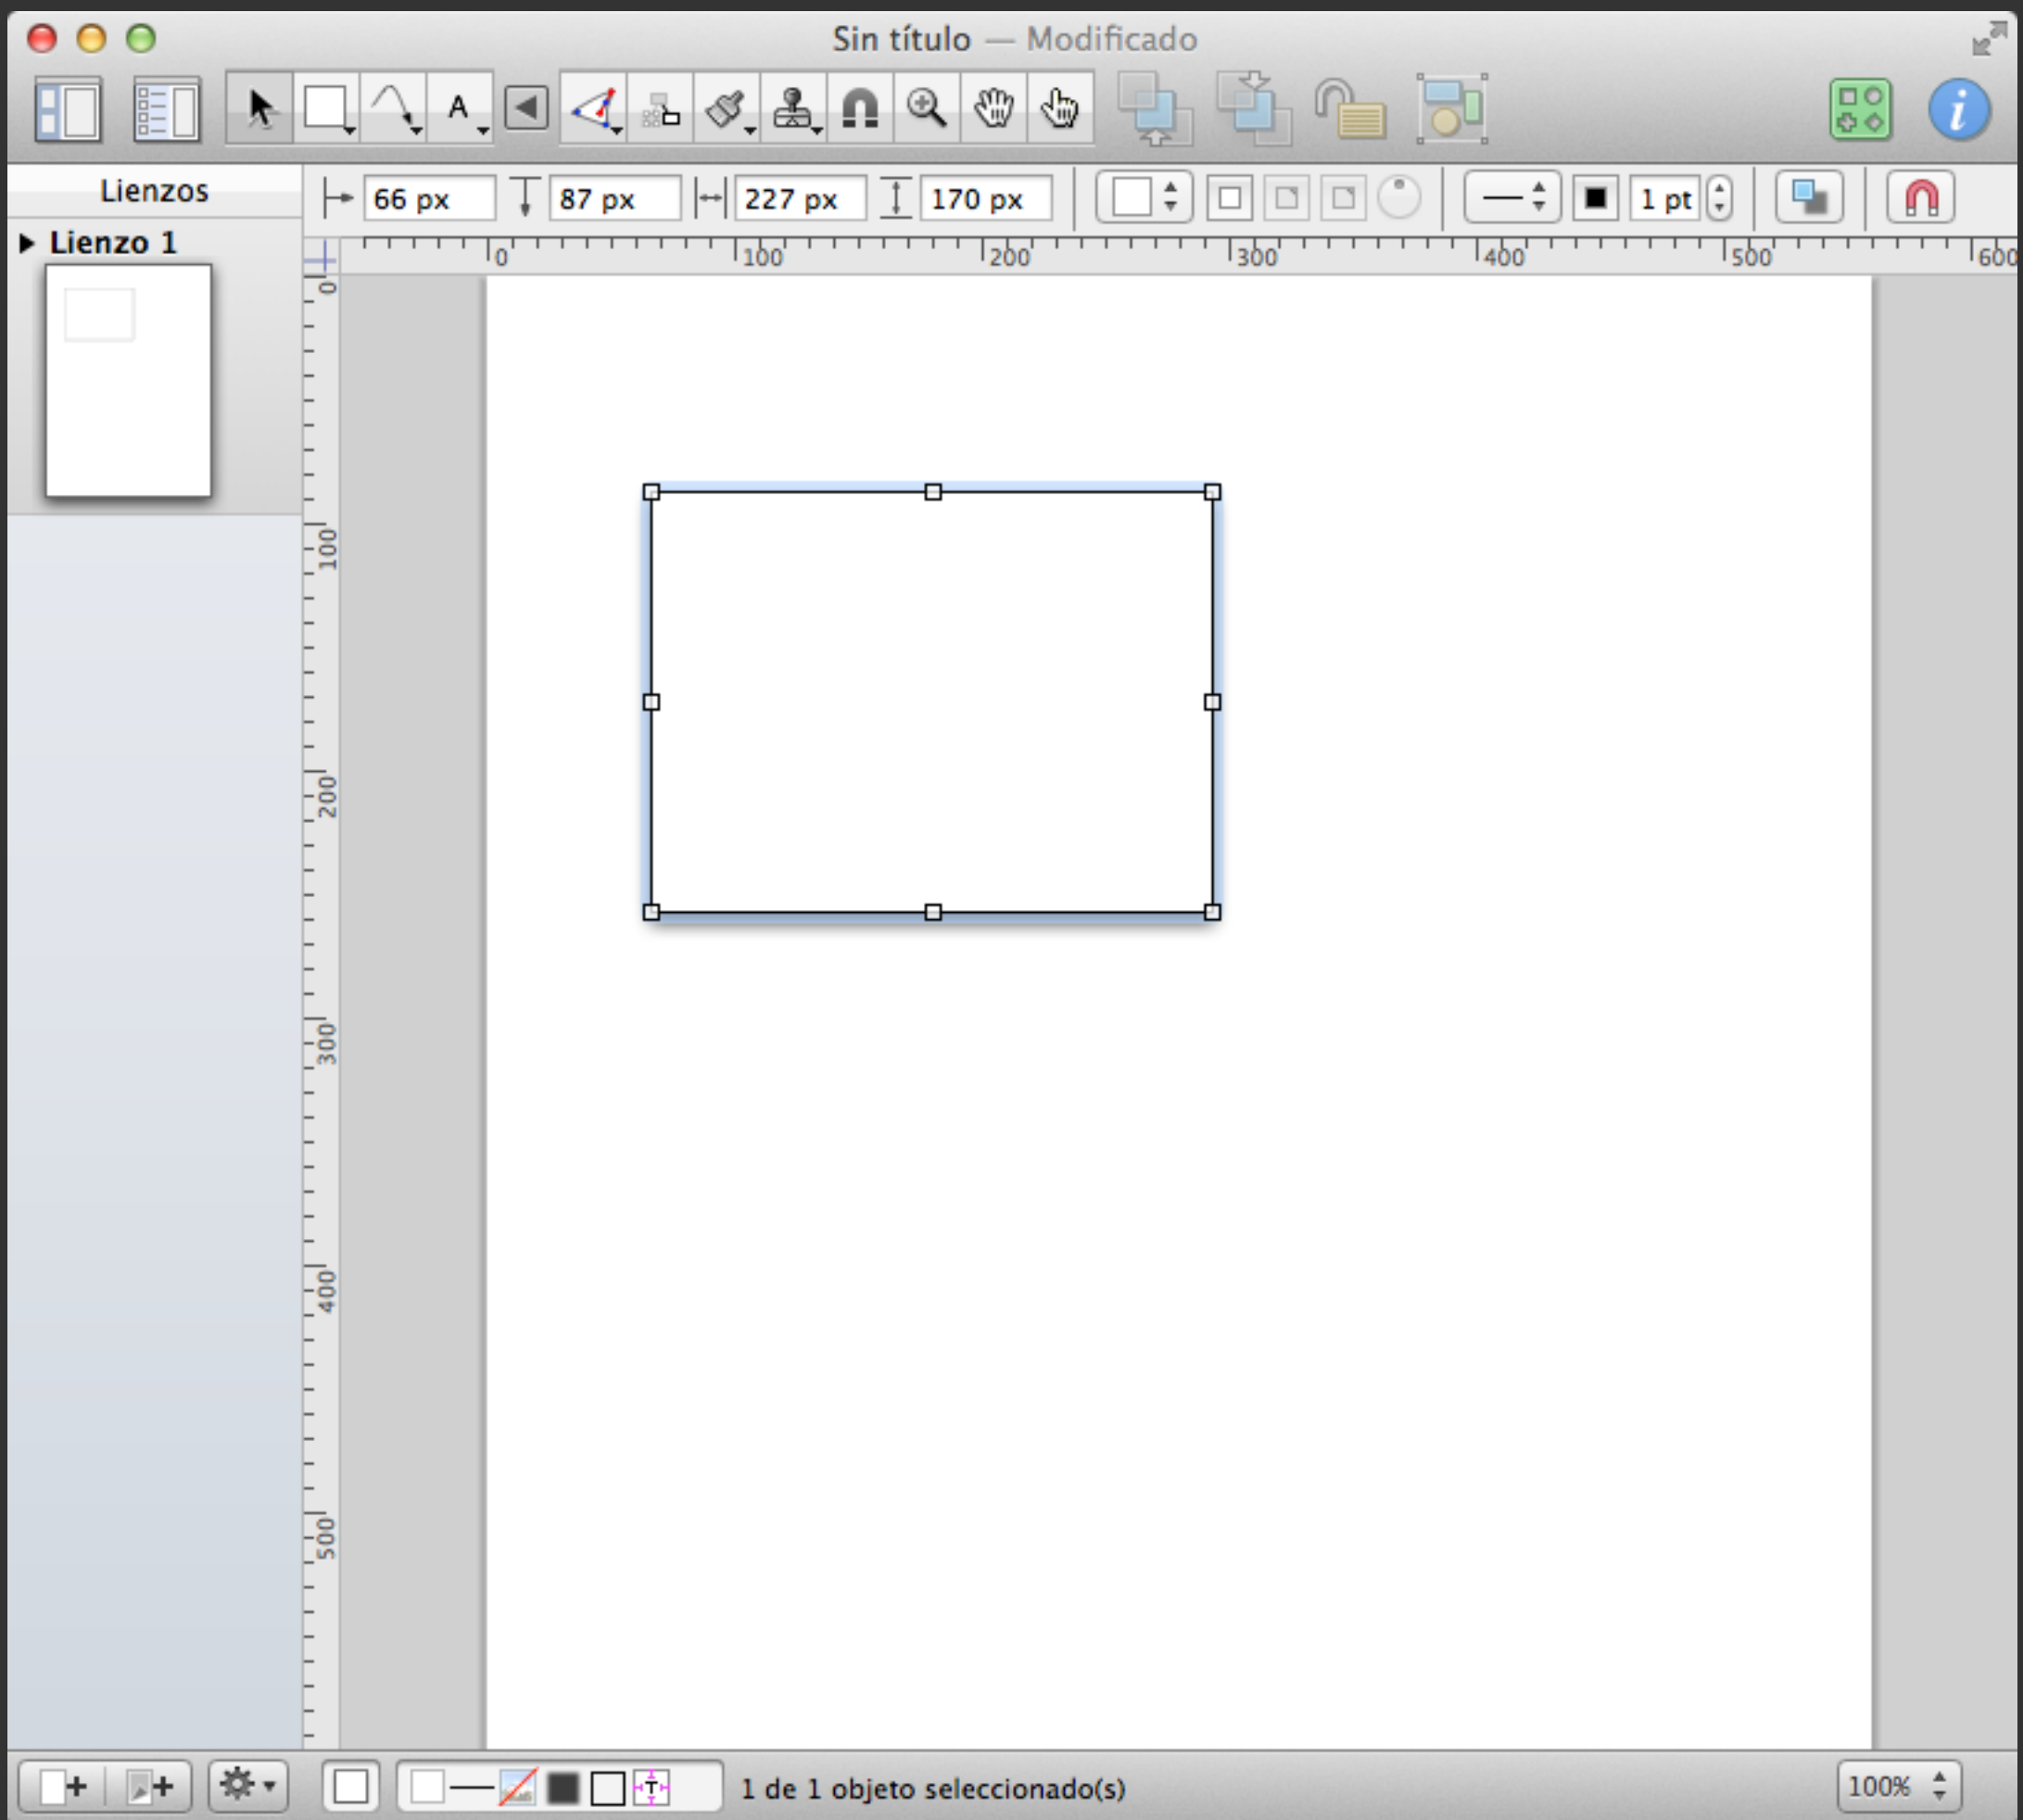 Sin título — Modificado
A
i
Lienzos
66 px 87 px 227 px 170 px 1 pt
Lienzo 1
0 100 200 300 400 500 600
0
100
200
300
400
500
T
1 de 1 objeto seleccionado(s)
100%